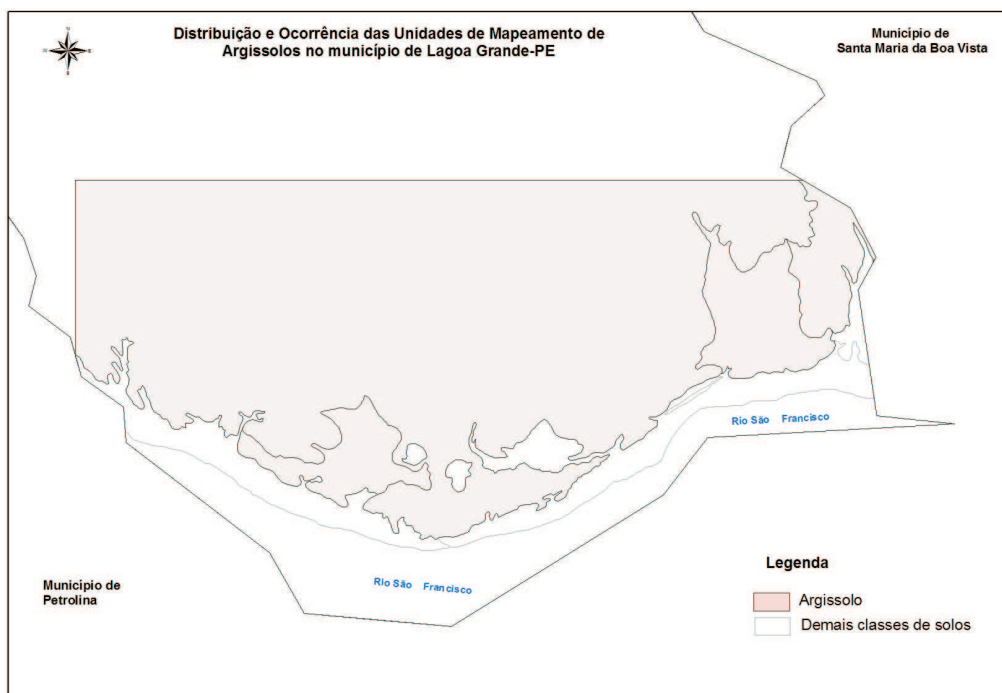 Distribuição e Ocorrência das Unidades de Mapeamento de
Argissolos no município de Lagoa Grande-PE
Município de
Santa Maria da Boa Vista
Rio São Francisco
Rio São Francisco
Município de
Petrolina
Legenda
Argissolo
Demais classes de solos